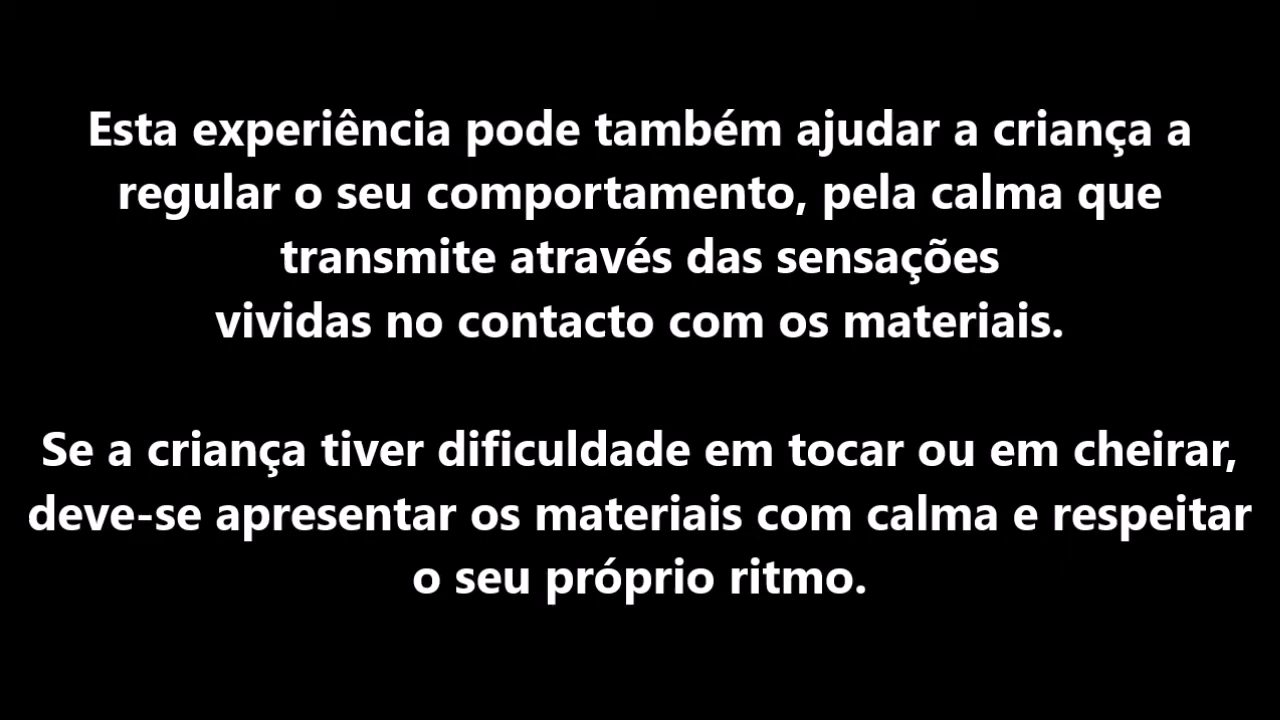 Esta experiência pode também ajudar a criança a
regular o seu comportamento, pela calma que
transmite através das sensações
vividas no contacto com os materiais.
Se a criança tiver dificuldade em tocar ou em cheirar,
deve-se apresentar os materiais com calma e respeitar
o seu próprio ritmo.